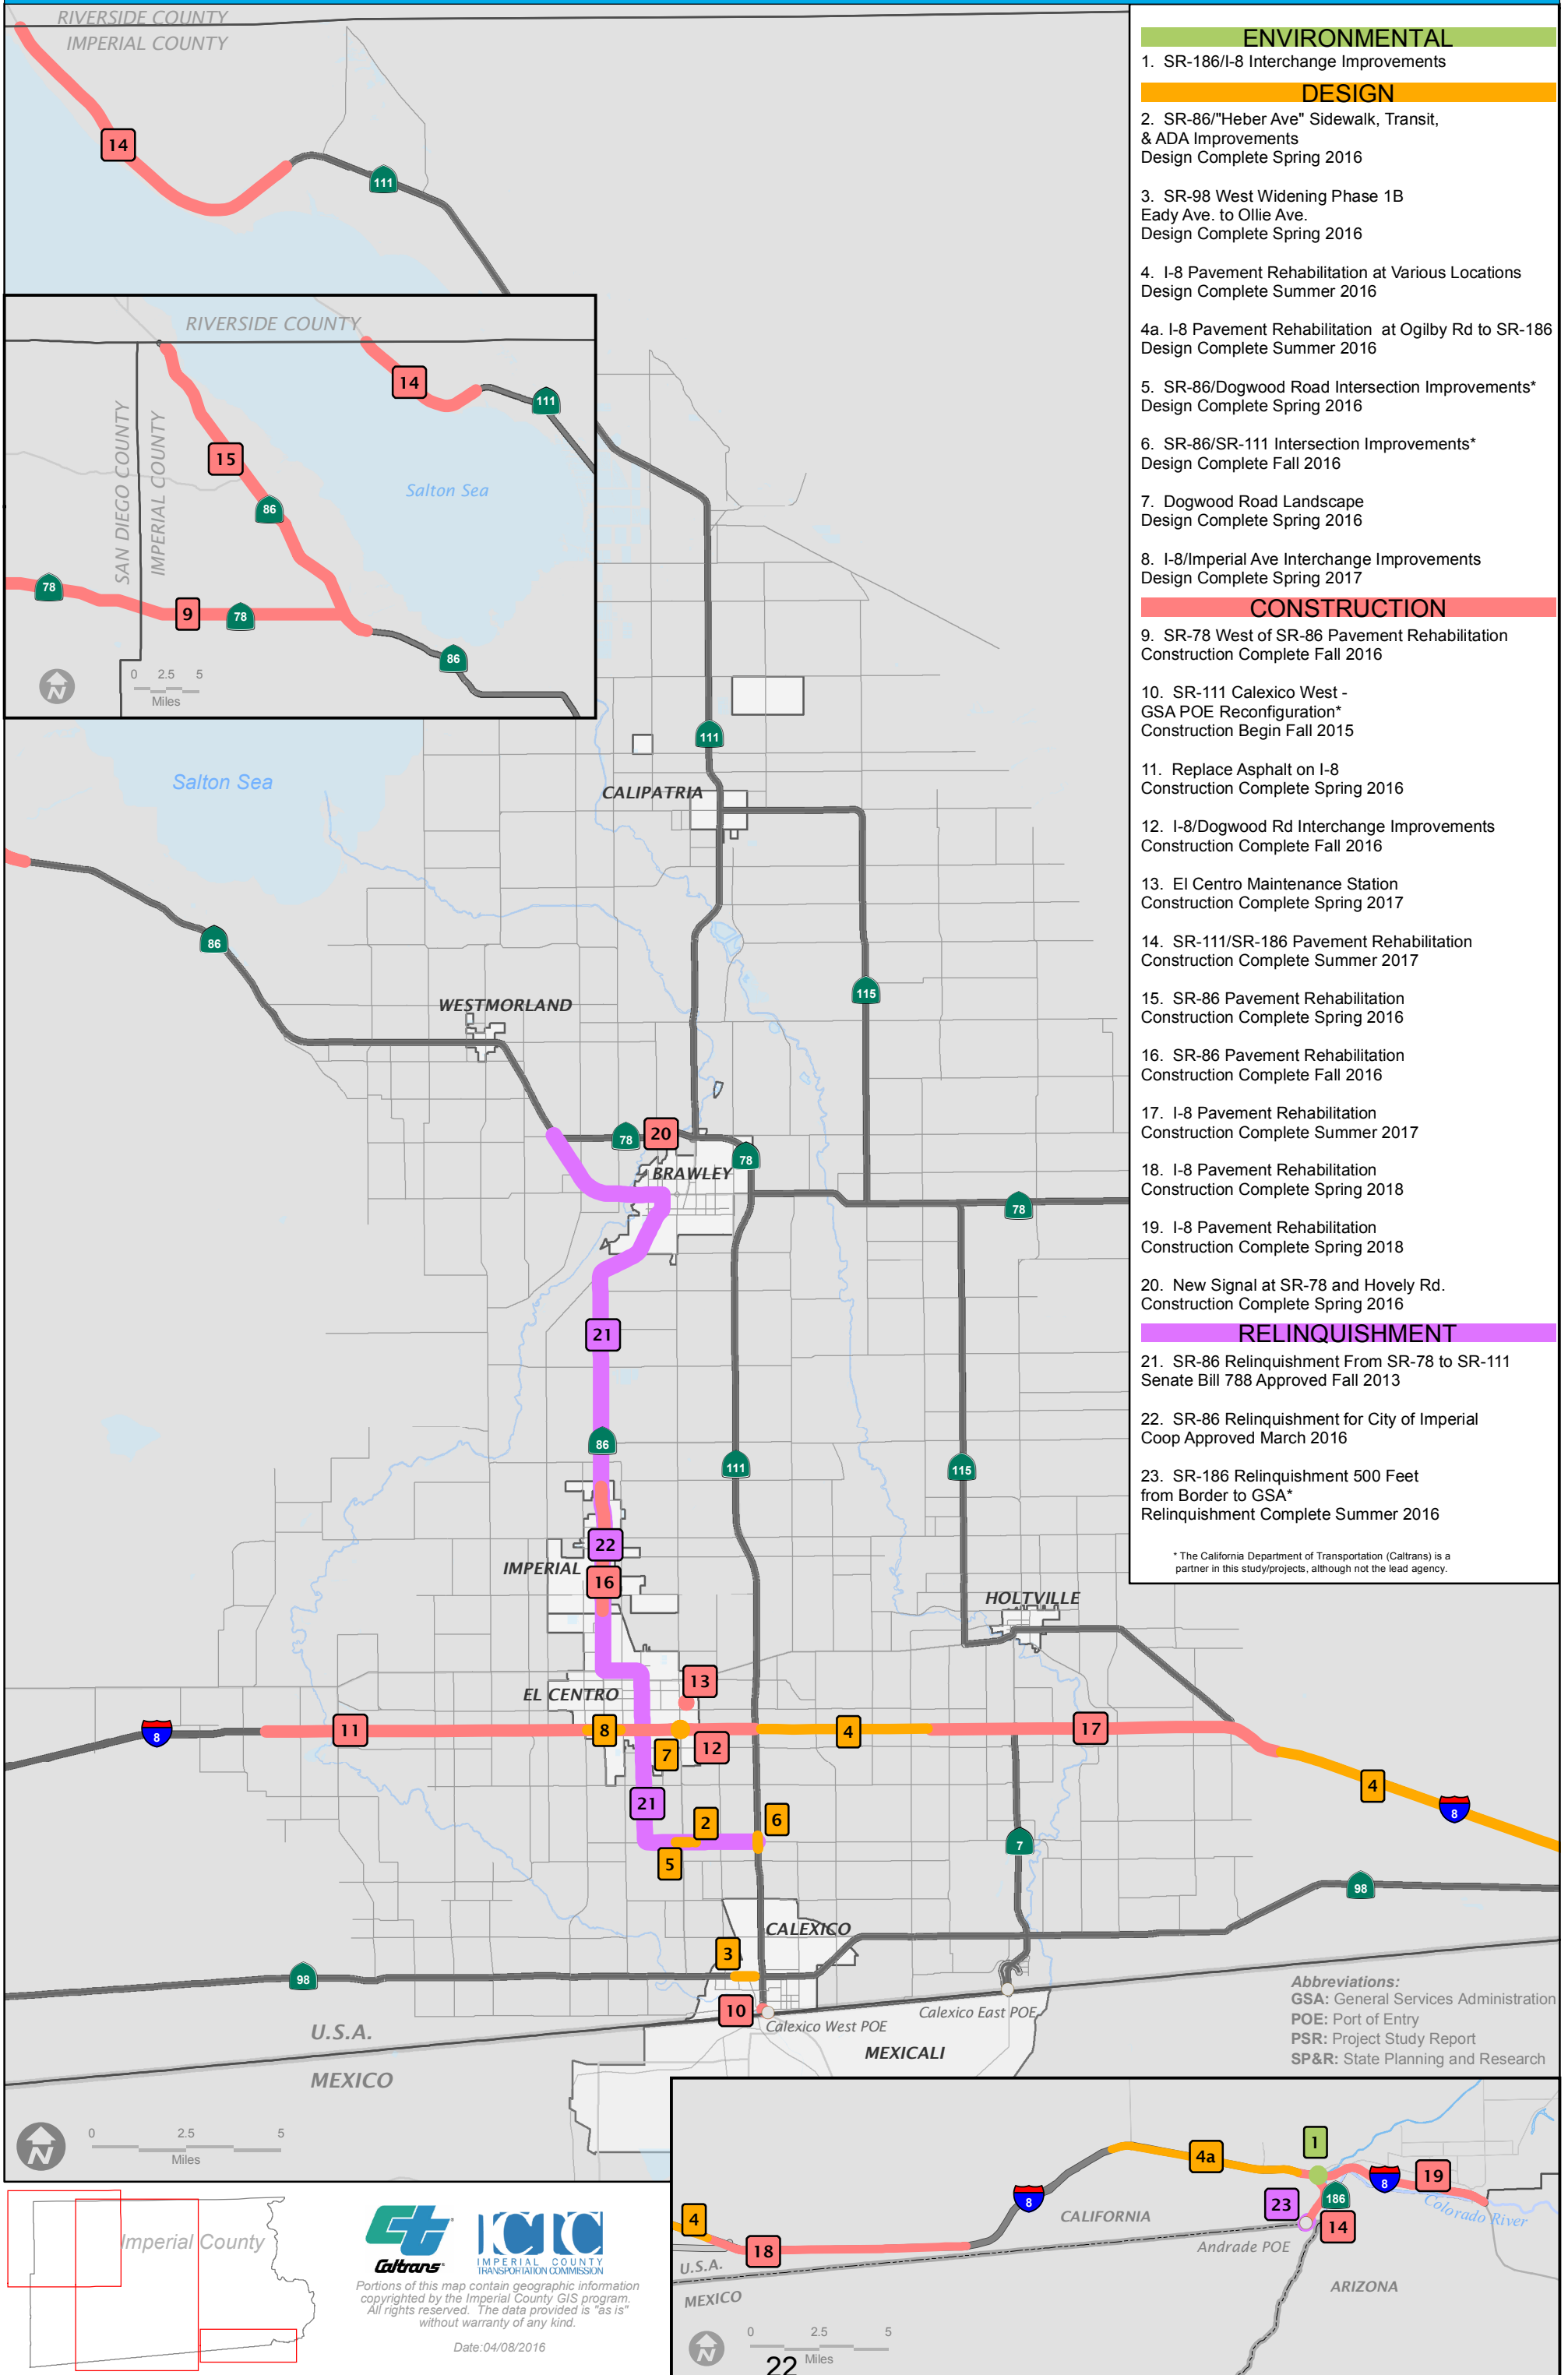 RIVERSIDE COUNTY
IMPERIAL COUNTY
14
111
RIVERSIDE COUNTY
14
111
SAN DIEGO COUNTY
IMPERIAL COUNTY
15
86
Salton Sea
78
9
78
86
0 2.5 5
Miles
N
111
Salton Sea
CALIPATRIA
86
115
WESTMORLAND
78
20
78
BRAWLEY
78
21
86
111
115
22
IMPERIAL
16
HOLTVILLE
13
EL CENTRO
8
11
8
4
17
7
12
4
8
21
2
6
5
7
98
CALEXICO
3
98
10
Calexico West POE
Calexico East POE
U.S.A.
MEXICO
MEXICALI
N
0 2.5 5
Miles
ENVIRONMENTAL
1. SR-186/I-8 Interchange Improvements
DESIGN
2. SR-86/"Heber Ave" Sidewalk, Transit,
& ADA Improvements
Design Complete Spring 2016
3. SR-98 West Widening Phase 1B
Eady Ave. to Ollie Ave.
Design Complete Spring 2016
4. I-8 Pavement Rehabilitation at Various Locations
Design Complete Summer 2016
4a. I-8 Pavement Rehabilitation at Ogilby Rd to SR-186
Design Complete Summer 2016
5. SR-86/Dogwood Road Intersection Improvements*
Design Complete Spring 2016
6. SR-86/SR-111 Intersection Improvements*
Design Complete Fall 2016
7. Dogwood Road Landscape
Design Complete Spring 2016
8. I-8/Imperial Ave Interchange Improvements
Design Complete Spring 2017
CONSTRUCTION
9. SR-78 West of SR-86 Pavement Rehabilitation
Construction Complete Fall 2016
10. SR-111 Calexico West -
GSA POE Reconfiguration*
Construction Begin Fall 2015
11. Replace Asphalt on I-8
Construction Complete Spring 2016
12. I-8/Dogwood Rd Interchange Improvements
Construction Complete Fall 2016
13. El Centro Maintenance Station
Construction Complete Spring 2017
14. SR-111/SR-186 Pavement Rehabilitation
Construction Complete Summer 2017
15. SR-86 Pavement Rehabilitation
Construction Complete Spring 2016
16. SR-86 Pavement Rehabilitation
Construction Complete Fall 2016
17. I-8 Pavement Rehabilitation
Construction Complete Summer 2017
18. I-8 Pavement Rehabilitation
Construction Complete Spring 2018
19. I-8 Pavement Rehabilitation
Construction Complete Spring 2018
20. New Signal at SR-78 and Hovely Rd.
Construction Complete Spring 2016
RELINQUISHMENT
21. SR-86 Relinquishment From SR-78 to SR-111
Senate Bill 788 Approved Fall 2013
22. SR-86 Relinquishment for City of Imperial
Coop Approved March 2016
23. SR-186 Relinquishment 500 Feet
from Border to GSA*
Relinquishment Complete Summer 2016
* The California Department of Transportation (Caltrans) is a
partner in this study/projects, although not the lead agency.
Abbreviations:
GSA: General Services Administration
POE: Port of Entry
PSR: Project Study Report
SP&R: State Planning and Research
1
4a
8
19
186
23
14
Colorado River
8
CALIFORNIA
Andrade POE
4
18
U.S.A.
MEXICO
ARIZONA
N
0 2.5 5
Miles
Imperial County
Caltrans
ICTC
IMPERIAL COUNTY
TRANSPORTATION COMMISSION
Portions of this map contain geographic information
copyrighted by the Imperial County GIS program.
All rights reserved. The data provided is "as is"
without warranty of any kind.
Date:04/08/2016
22